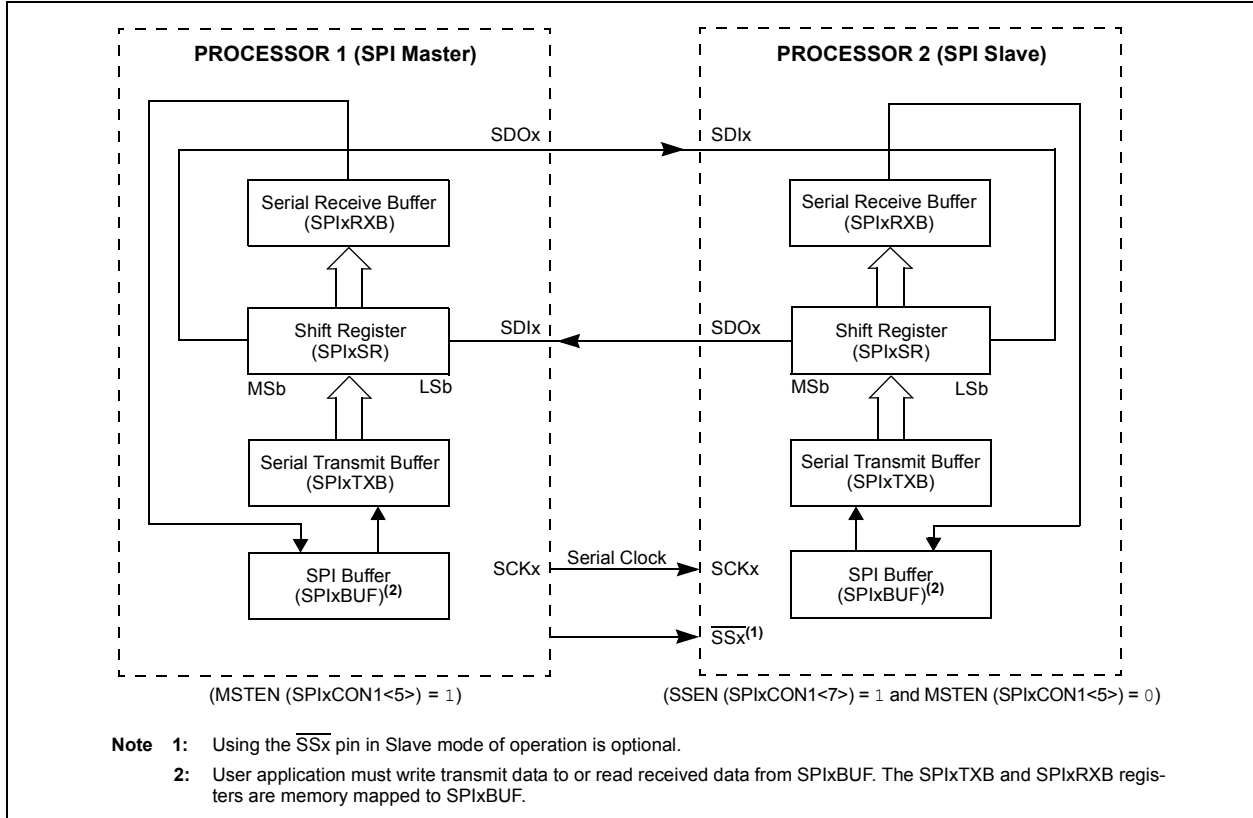 PROCESSOR 1 (SPI Master)
PROCESSOR 2 (SPI Slave)
SDOx
SDIx
Serial Receive Buffer
(SPIxRXB)
Serial Receive Buffer
(SPIxRXB)
Shift Register
(SPIxSR)
SDIx
SDOx
Shift Register
(SPIxSR)
MSb
LSb
MSb
LSb
Serial Transmit Buffer
(SPIxTXB)
Serial Transmit Buffer
(SPIxTXB)
SPI Buffer
(SPIxBUF)(2)
SCKx
Serial Clock
SCKx
SPI Buffer
(SPIxBUF)(2)
SSx(1)
(MSTEN (SPIxCON1<5>) = 1)
(SSEN (SPIxCON1<7>) = 1 and MSTEN (SPIxCON1<5>) = 0)
Note 1: Using the SSx pin in Slave mode of operation is optional.
2: User application must write transmit data to or read received data from SPIxBUF. The SPIxTXB and SPIxRXB regis-
ters are memory mapped to SPIxBUF.